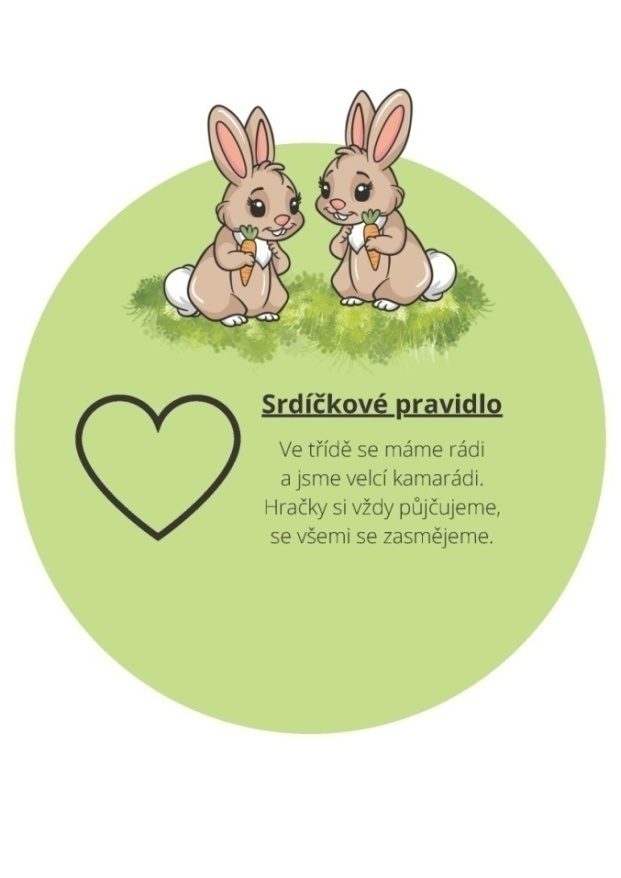 Srdíčkové pravidlo
Ve třídě se máme rádi
a jsme velcí kamarádi.
Hračky si vždy půjčujeme,
se všemi se zasmějeme.